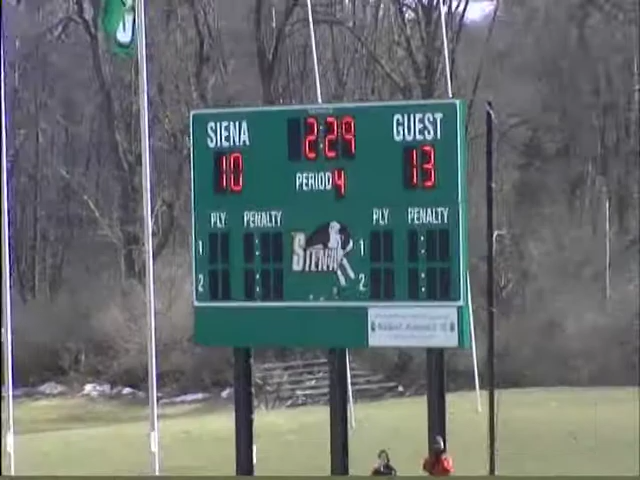 SIENA 2:29 GUEST
10 PERIOD 4 13
PLY PENALTY PLY PENALTY
1 : 1 :
SIENA
2 : 2 :